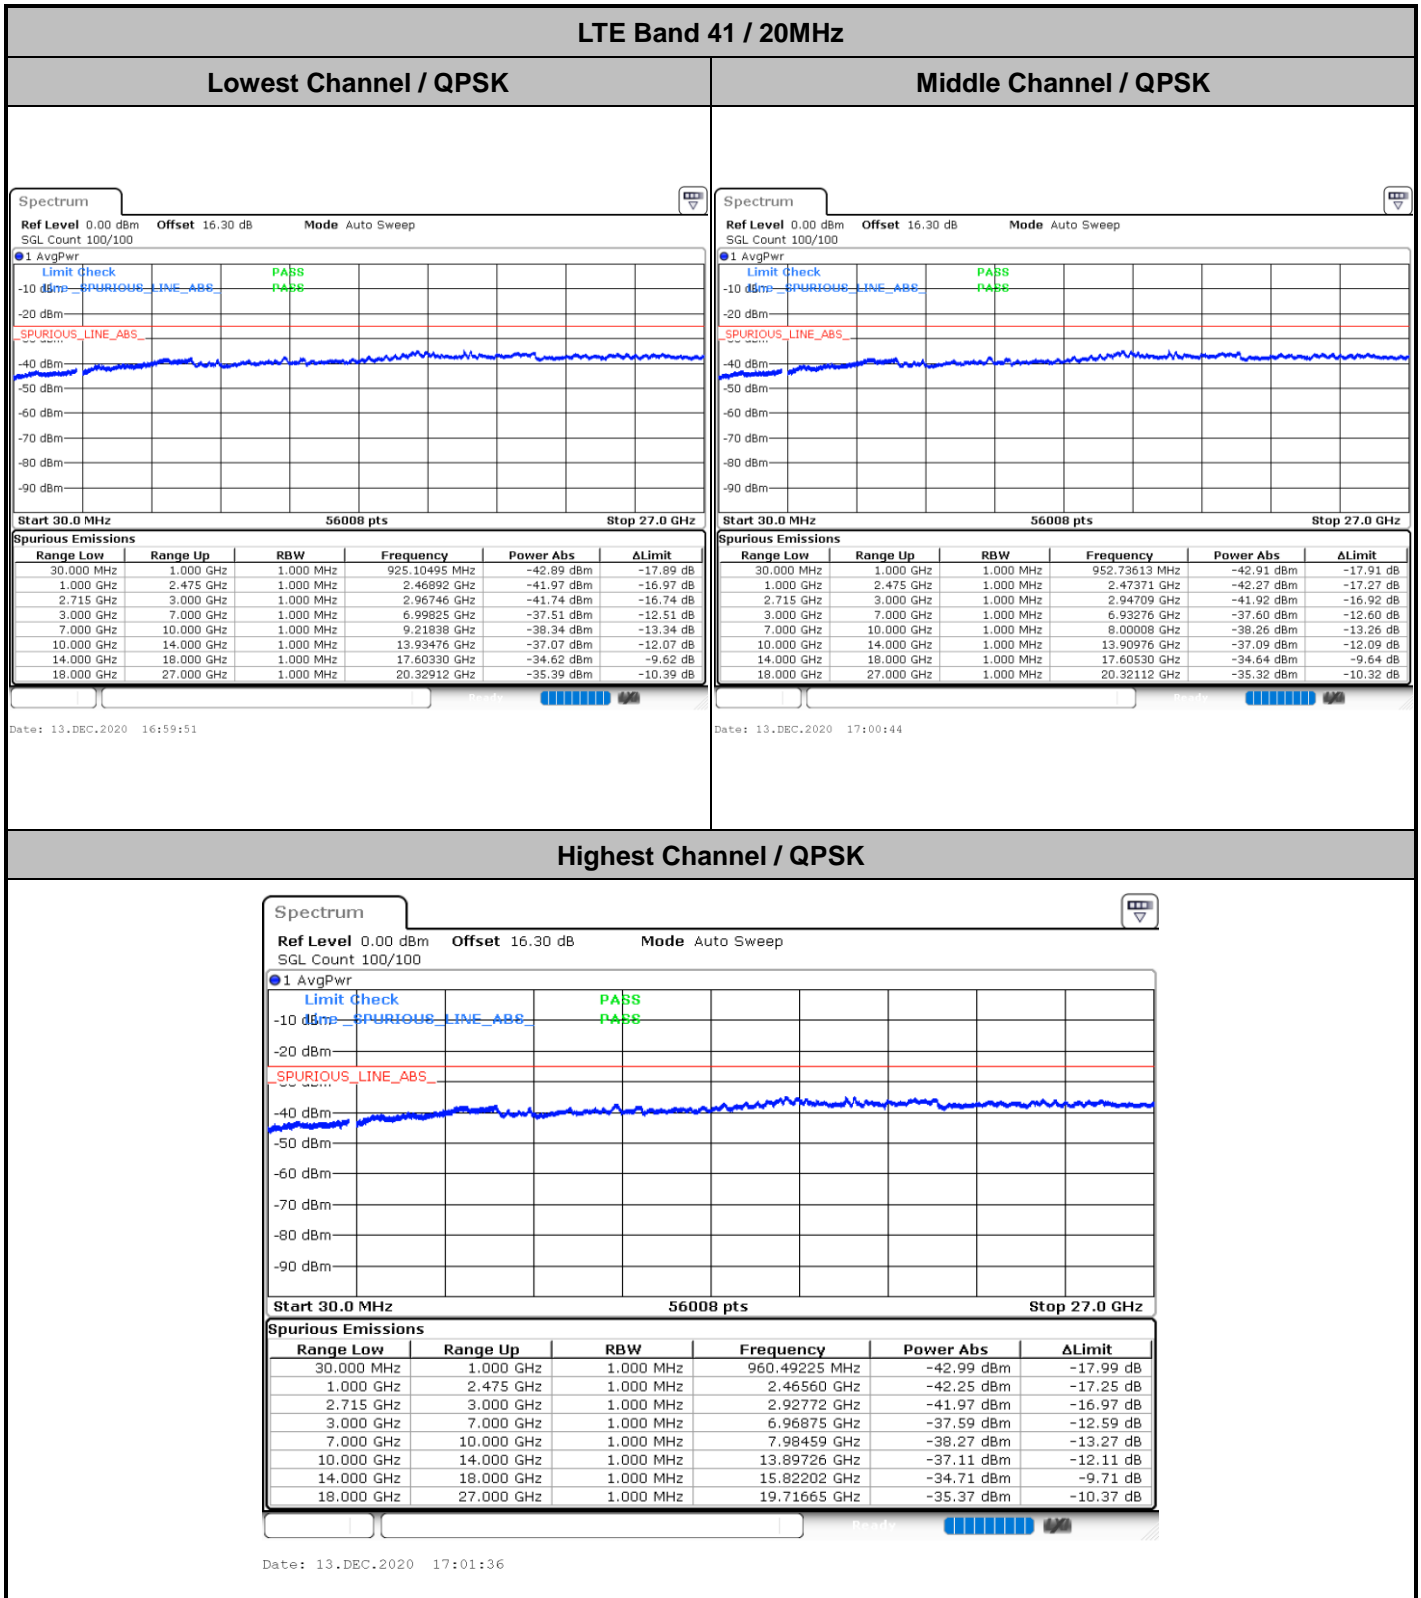 LTE Band 41 / 20MHz
Lowest Channel / QPSK
Middle Channel / QPSK
Spectrum
Ref Level 0.00 dBm Offset 16.30 dB Mode Auto Sweep
SGL Count 100/100
1 AvgPwr
Limit Check PASS
Line _SPURIOUS_LINE_ABS_ PASS
-10 dBm
-20 dBm
_SPURIOUS_LINE_ABS_
-40 dBm
-50 dBm
-60 dBm
-70 dBm
-80 dBm
-90 dBm
Start 30.0 MHz 56008 pts Stop 27.0 GHz
Spurious Emissions
Range Low Range Up RBW Frequency Power Abs ΔLimit
30.000 MHz 1.000 GHz 1.000 MHz 925.10495 MHz -42.89 dBm -17.89 dB
1.000 GHz 2.475 GHz 1.000 MHz 2.46892 GHz -41.97 dBm -16.97 dB
2.715 GHz 3.000 GHz 1.000 MHz 2.96746 GHz -41.74 dBm -16.74 dB
3.000 GHz 7.000 GHz 1.000 MHz 6.99825 GHz -37.51 dBm -12.51 dB
7.000 GHz 10.000 GHz 1.000 MHz 9.21838 GHz -38.34 dBm -13.34 dB
10.000 GHz 14.000 GHz 1.000 MHz 13.93476 GHz -37.07 dBm -12.07 dB
14.000 GHz 18.000 GHz 1.000 MHz 17.60330 GHz -34.62 dBm -9.62 dB
18.000 GHz 27.000 GHz 1.000 MHz 20.32912 GHz -35.39 dBm -10.39 dB
Ready
Date: 13.DEC.2020 16:59:51
Spectrum
Ref Level 0.00 dBm Offset 16.30 dB Mode Auto Sweep
SGL Count 100/100
1 AvgPwr
Limit Check PASS
Line _SPURIOUS_LINE_ABS_ PASS
-10 dBm
-20 dBm
_SPURIOUS_LINE_ABS_
-40 dBm
-50 dBm
-60 dBm
-70 dBm
-80 dBm
-90 dBm
Start 30.0 MHz 56008 pts Stop 27.0 GHz
Spurious Emissions
Range Low Range Up RBW Frequency Power Abs ΔLimit
30.000 MHz 1.000 GHz 1.000 MHz 952.73613 MHz -42.91 dBm -17.91 dB
1.000 GHz 2.475 GHz 1.000 MHz 2.47371 GHz -42.27 dBm -17.27 dB
2.715 GHz 3.000 GHz 1.000 MHz 2.94709 GHz -41.92 dBm -16.92 dB
3.000 GHz 7.000 GHz 1.000 MHz 6.93276 GHz -37.60 dBm -12.60 dB
7.000 GHz 10.000 GHz 1.000 MHz 8.00008 GHz -38.26 dBm -13.26 dB
10.000 GHz 14.000 GHz 1.000 MHz 13.90976 GHz -37.09 dBm -12.09 dB
14.000 GHz 18.000 GHz 1.000 MHz 17.60530 GHz -34.64 dBm -9.64 dB
18.000 GHz 27.000 GHz 1.000 MHz 20.32112 GHz -35.32 dBm -10.32 dB
Ready
Date: 13.DEC.2020 17:00:44
Highest Channel / QPSK
Spectrum
Ref Level 0.00 dBm Offset 16.30 dB Mode Auto Sweep
SGL Count 100/100
1 AvgPwr
Limit Check PASS
Line _SPURIOUS_LINE_ABS_ PASS
-10 dBm
-20 dBm
_SPURIOUS_LINE_ABS_
-40 dBm
-50 dBm
-60 dBm
-70 dBm
-80 dBm
-90 dBm
Start 30.0 MHz 56008 pts Stop 27.0 GHz
Spurious Emissions
Range Low Range Up RBW Frequency Power Abs ΔLimit
30.000 MHz 1.000 GHz 1.000 MHz 960.49225 MHz -42.99 dBm -17.99 dB
1.000 GHz 2.475 GHz 1.000 MHz 2.46560 GHz -42.25 dBm -17.25 dB
2.715 GHz 3.000 GHz 1.000 MHz 2.92772 GHz -41.97 dBm -16.97 dB
3.000 GHz 7.000 GHz 1.000 MHz 6.96875 GHz -37.59 dBm -12.59 dB
7.000 GHz 10.000 GHz 1.000 MHz 7.98459 GHz -38.27 dBm -13.27 dB
10.000 GHz 14.000 GHz 1.000 MHz 13.89726 GHz -37.11 dBm -12.11 dB
14.000 GHz 18.000 GHz 1.000 MHz 15.82202 GHz -34.71 dBm -9.71 dB
18.000 GHz 27.000 GHz 1.000 MHz 19.71665 GHz -35.37 dBm -10.37 dB
Ready
Date: 13.DEC.2020 17:01:36